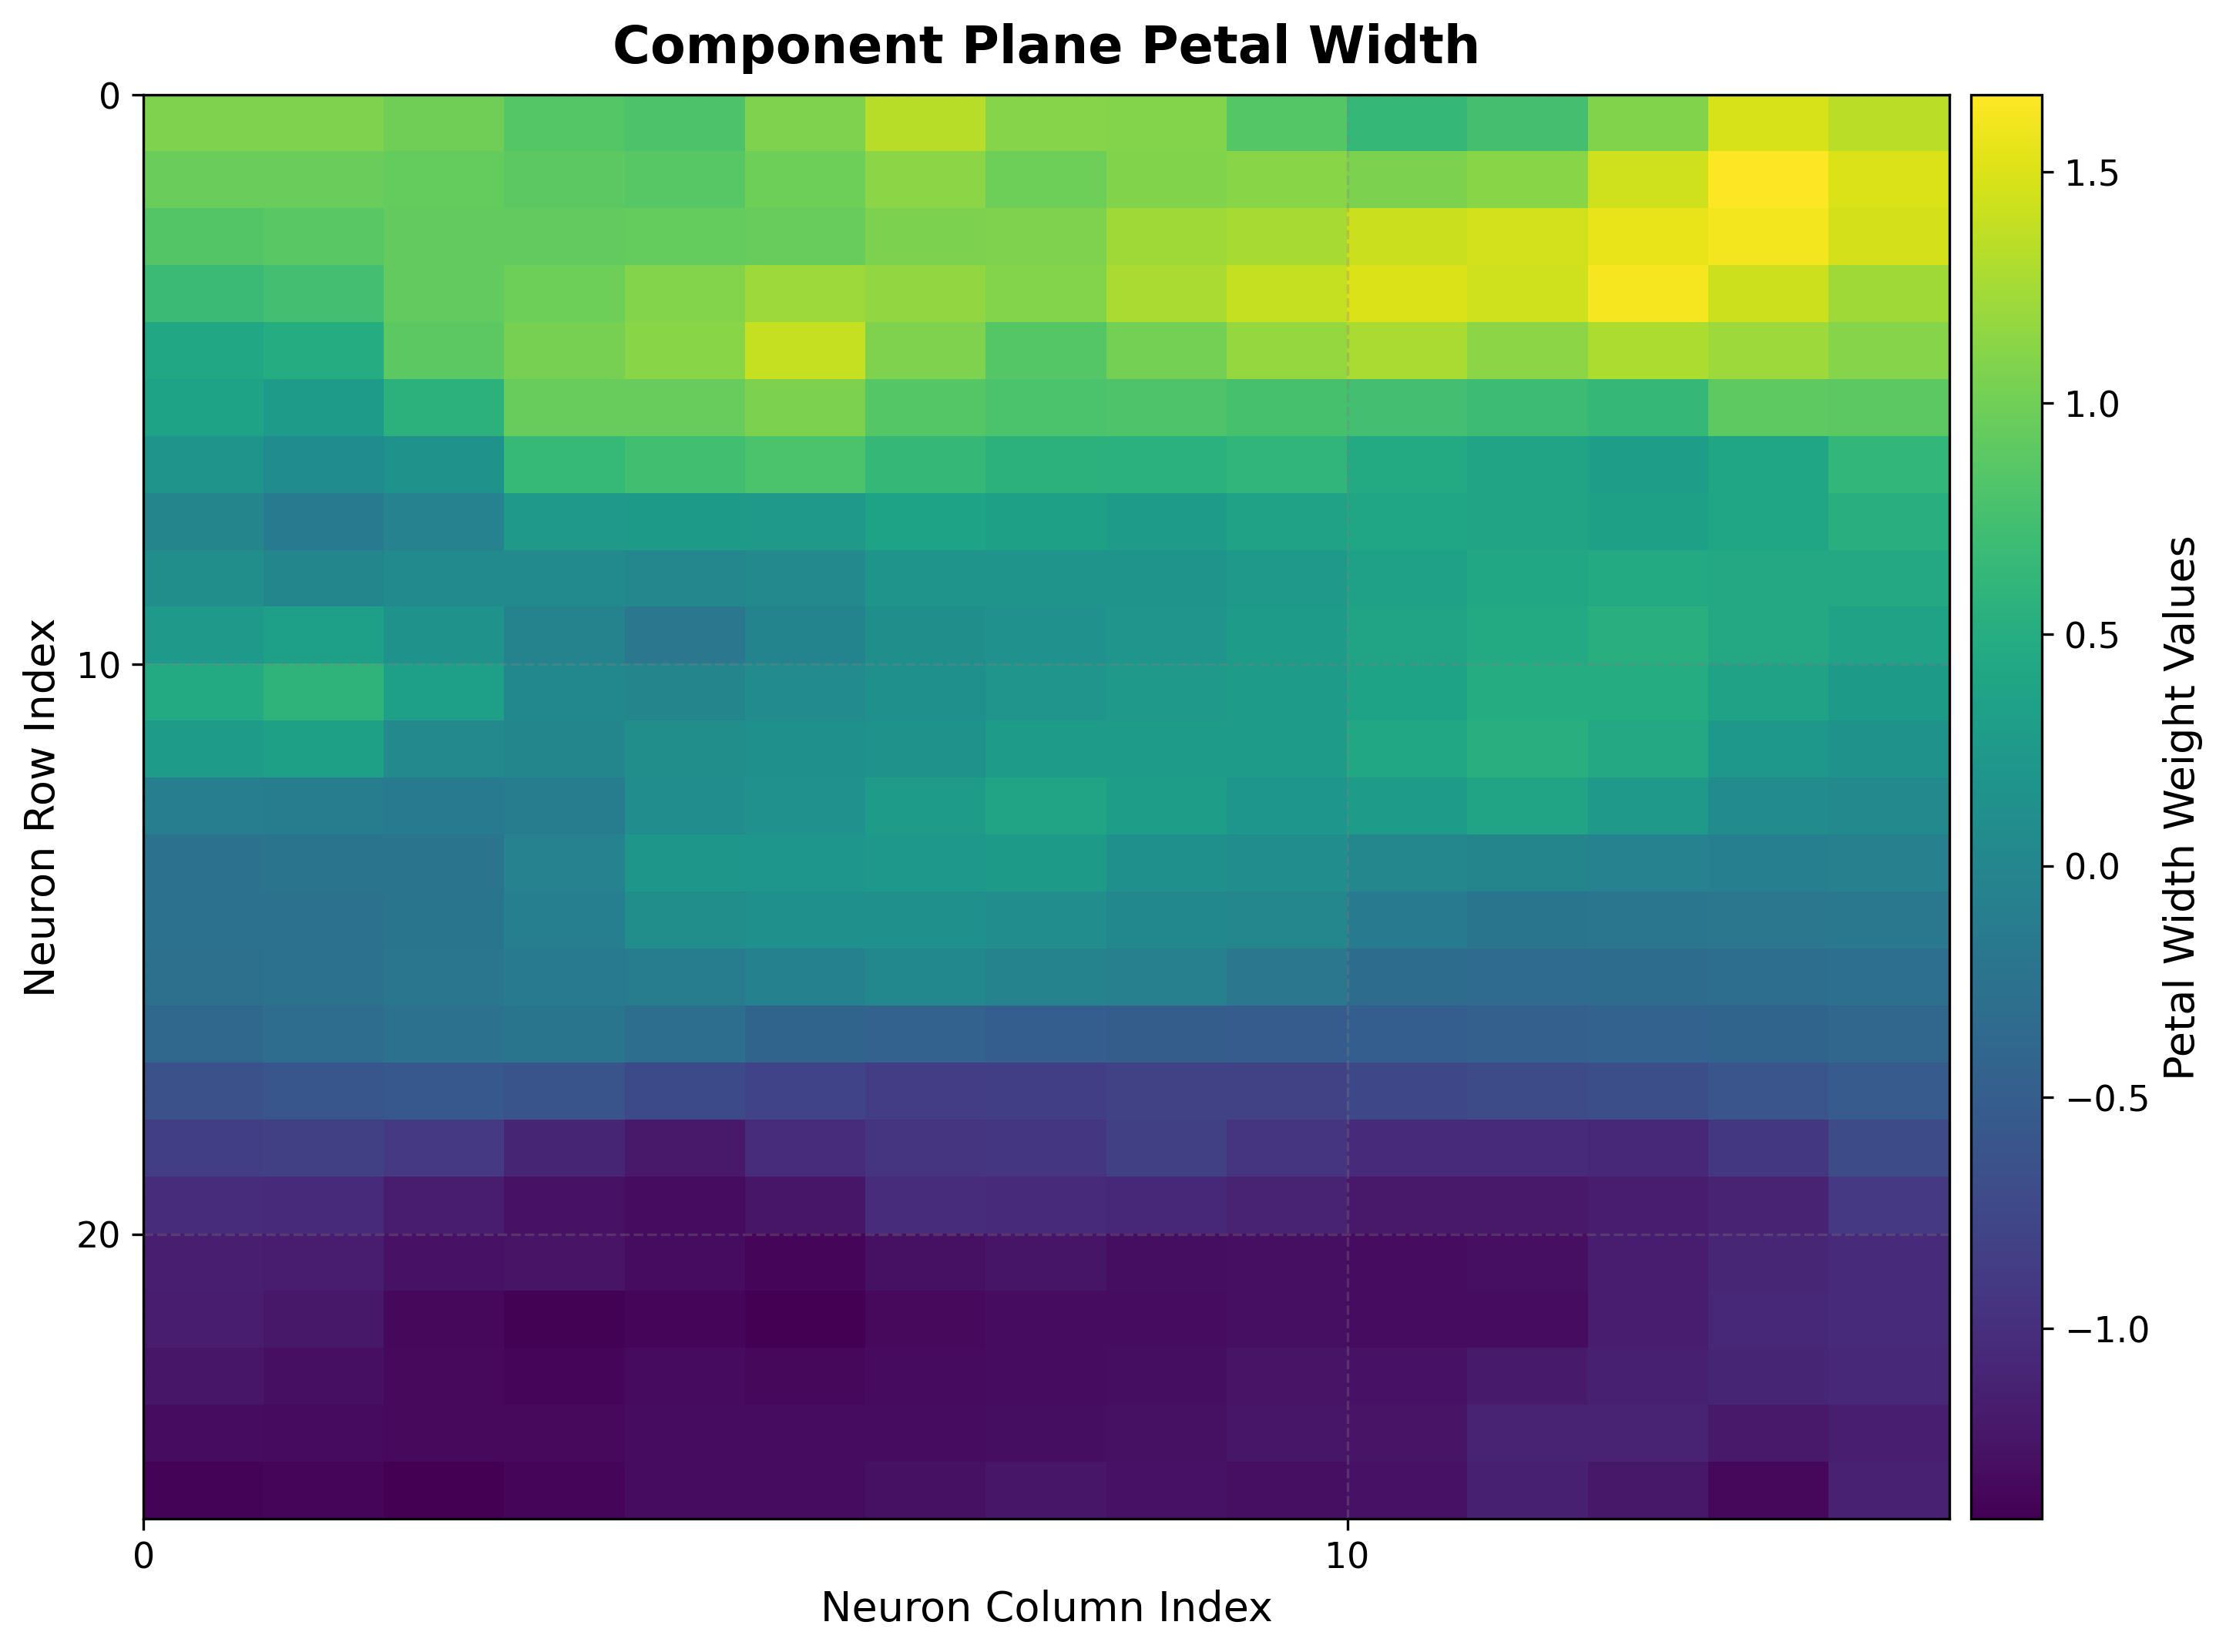 Component Plane Petal Width
0
10
20
Neuron Row Index
0
10
Neuron Column Index
1.5
1.0
0.5
0.0
−0.5
−1.0
Petal Width Weight Values